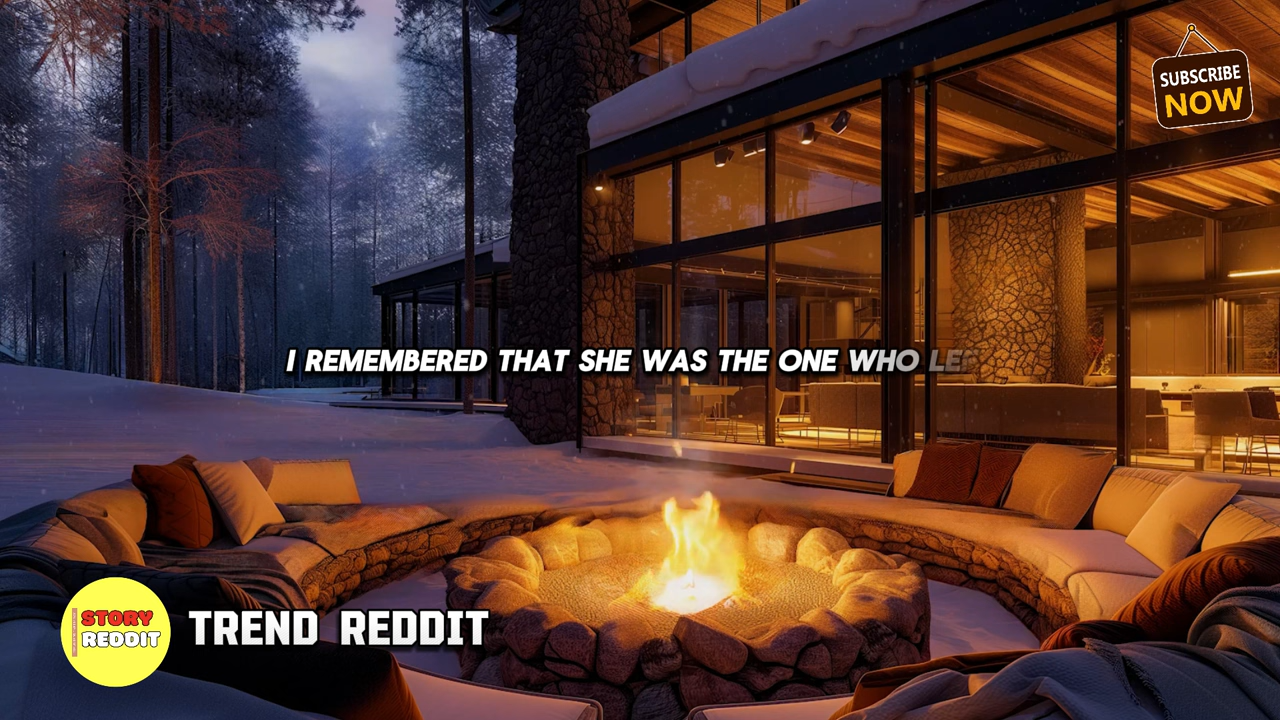 SUBSCRIBE
NOW
I REMEMBERED THAT SHE WAS THE ONE WHO
STORY
REDDIT
TREND REDDIT